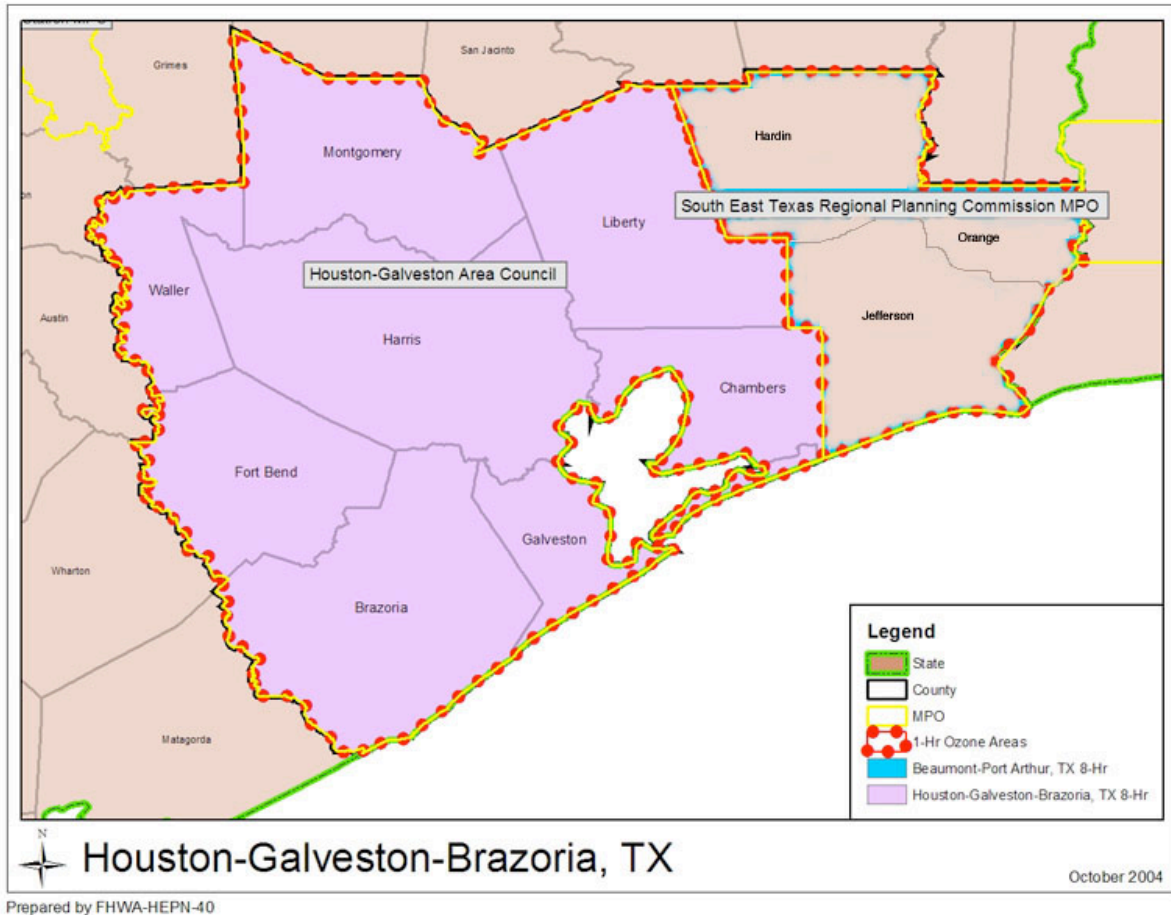 Station MPO
Grimes
San Jacinto
Montgomery
Hardin
Liberty
South East Texas Regional Planning Commission MPO
Orange
Houston-Galveston Area Council
Waller
Austin
Harris
Jefferson
Chambers
Fort Bend
Galveston
Wharton
Brazoria
Matagorda
Legend
State
County
MPO
1-Hr Ozone Areas
Beaumont-Port Arthur, TX 8-Hr
Houston-Galveston-Brazoria, TX 8-Hr
N
Houston-Galveston-Brazoria, TX
October 2004
Prepared by FHWA-HEPN-40